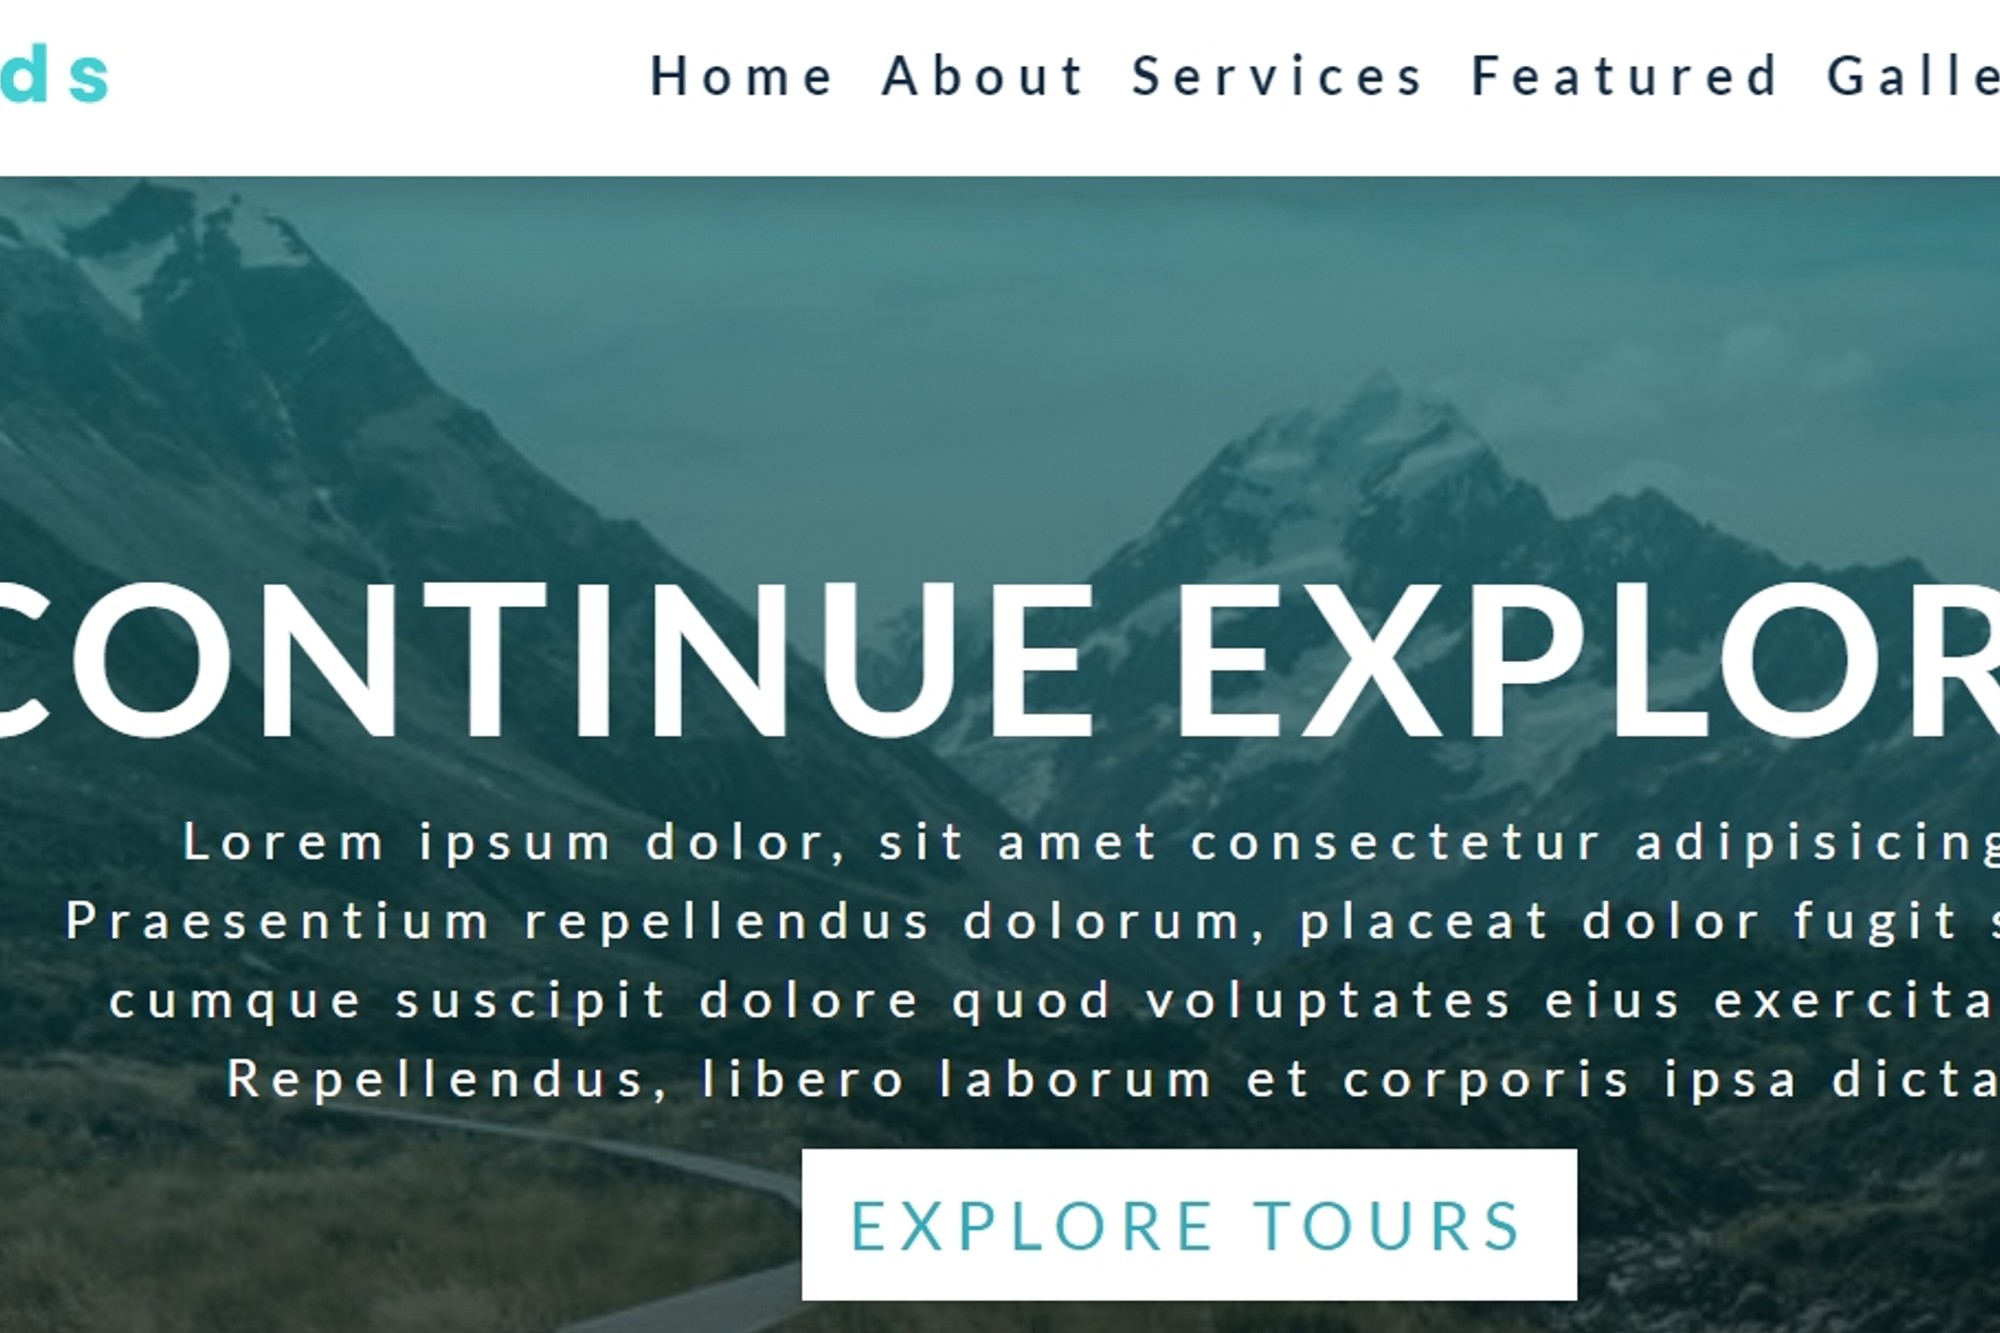 ds
Home About Services Featured Galle
CONTINUE EXPLOR
Lorem ipsum dolor, sit amet consectetur adipisicing
Praesentium repellendus dolorum, placeat dolor fugit s
cumque suscipit dolore quod voluptates eius exercita
Repellendus, libero laborum et corporis ipsa dicta
EXPLORE TOURS